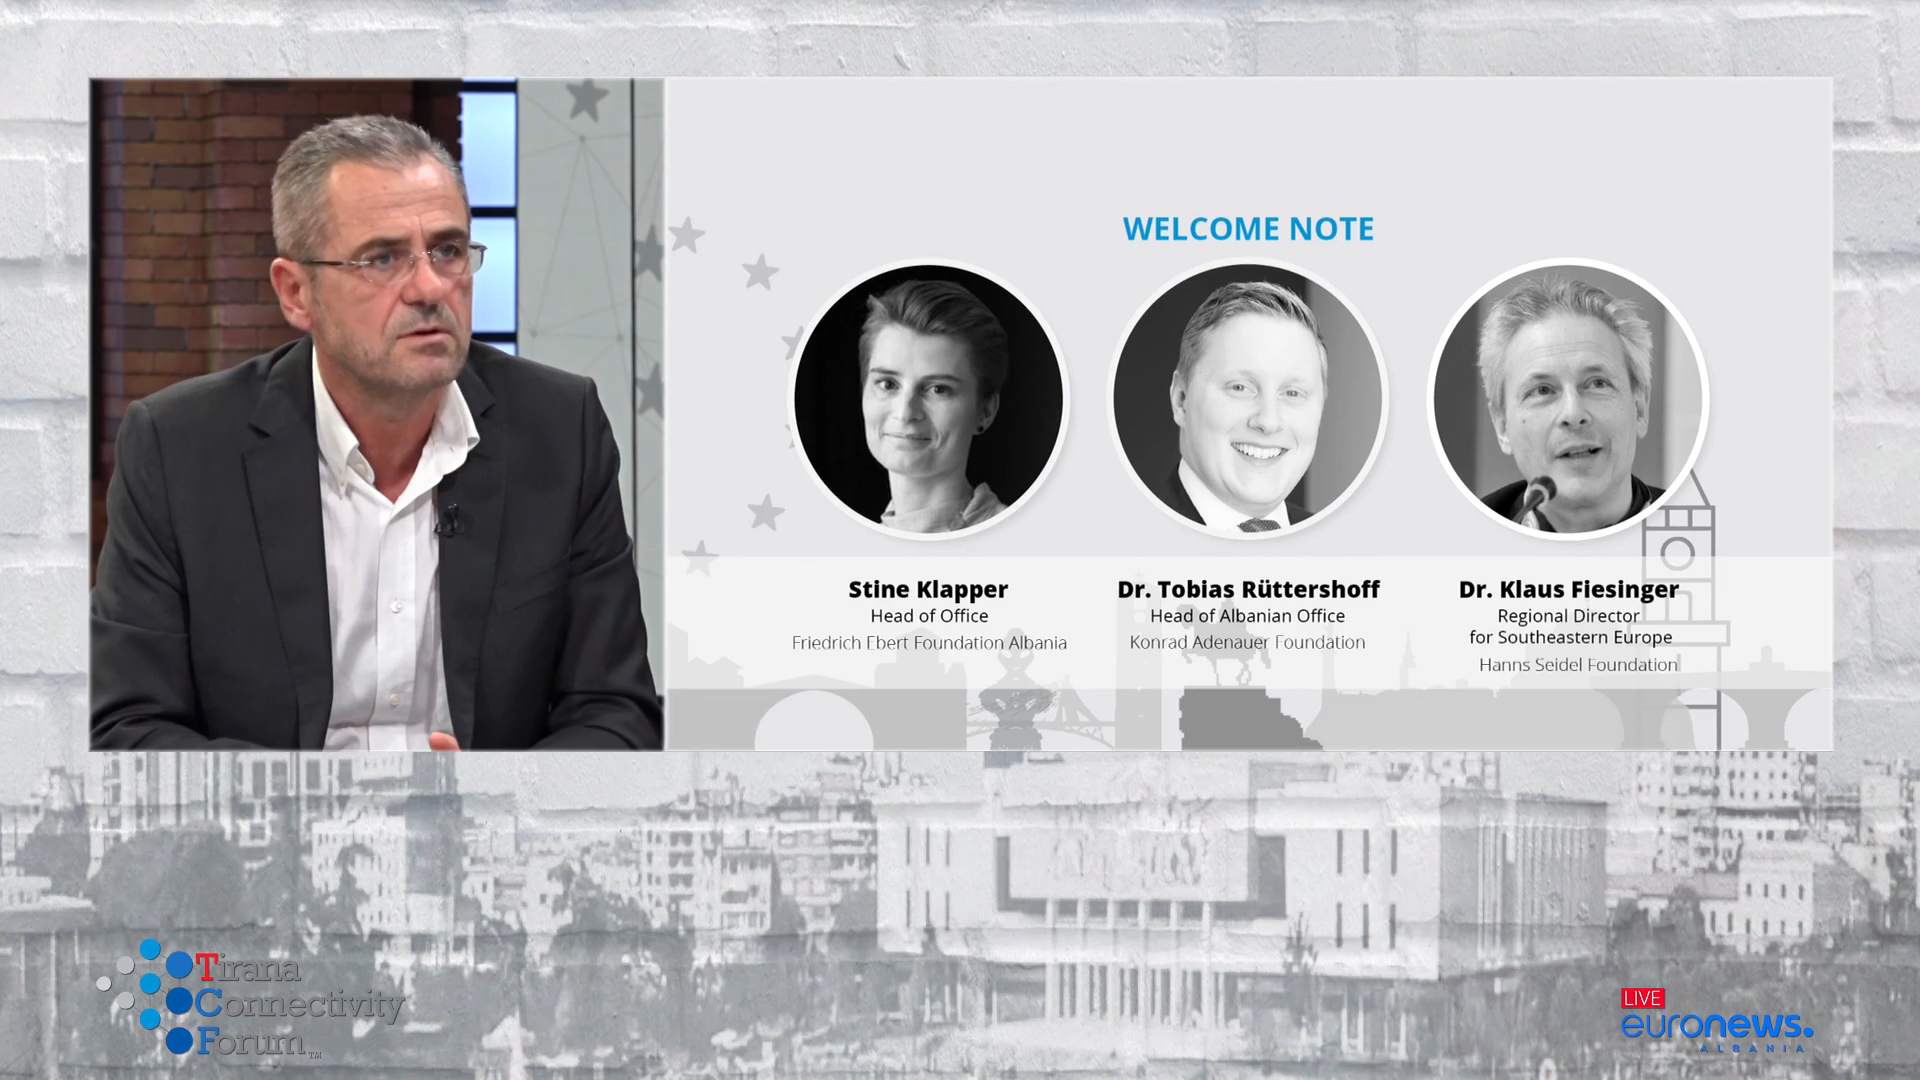 WELCOME NOTE
Stine Klapper
Head of Office
Friedrich Ebert Foundation Albania
Dr. Tobias Rüttershoff
Head of Albanian Office
Konrad Adenauer Foundation
Dr. Klaus Fiesinger
Regional Director
for Southeastern Europe
Hanns Seidel Foundation
Tirana
Connectivity
Forum™
LIVE
euronews.
ALBANIA